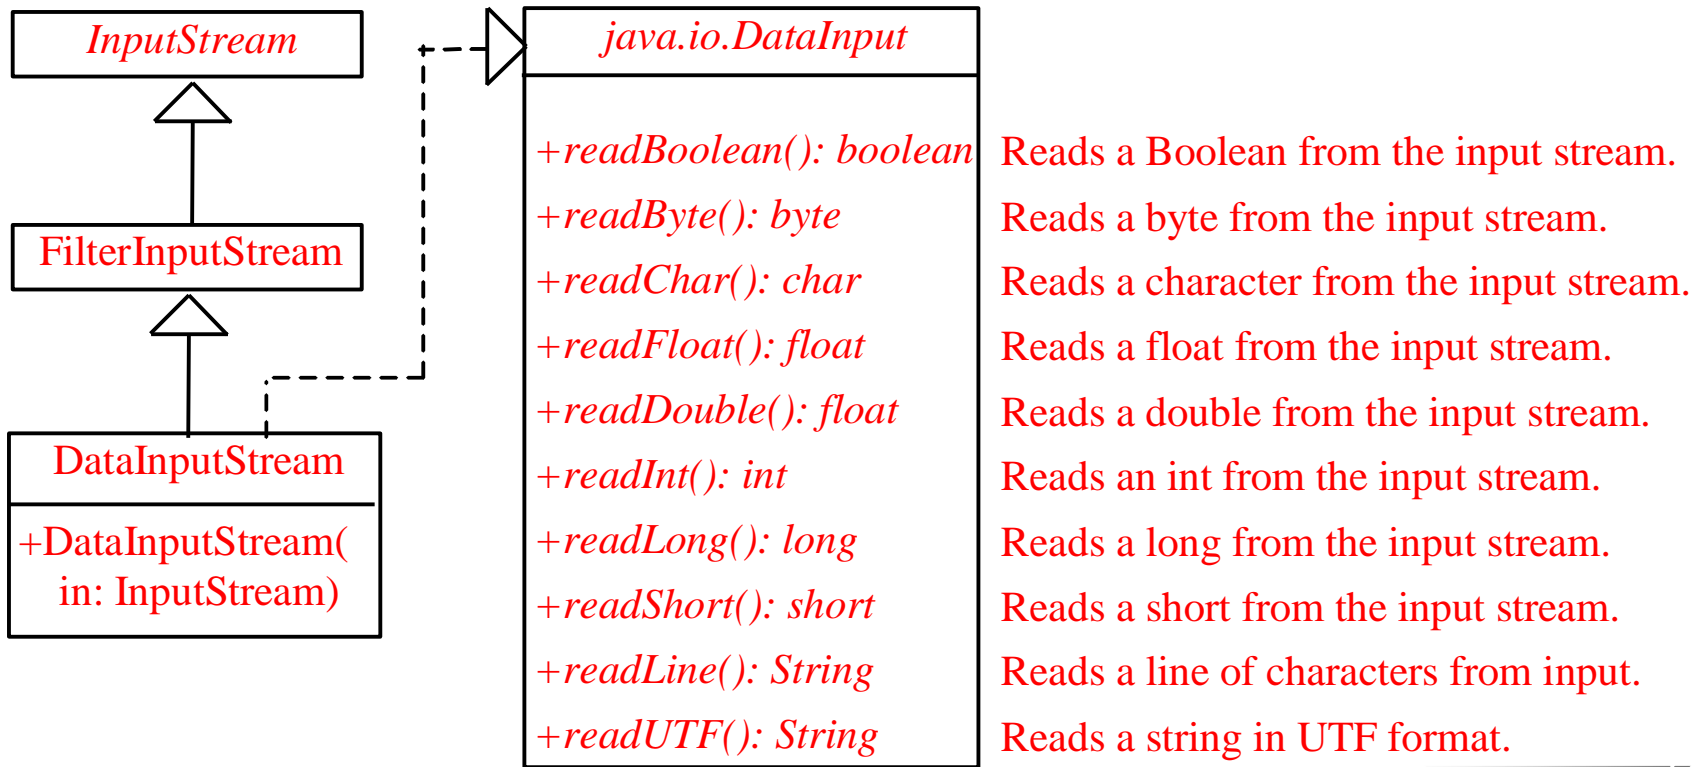 InputStream
FilterInputStream
DataInputStream
+DataInputStream(
in: InputStream)
java.io.DataInput
+readBoolean(): boolean Reads a Boolean from the input stream.
+readByte(): byte Reads a byte from the input stream.
+readChar(): char Reads a character from the input stream.
+readFloat(): float Reads a float from the input stream.
+readDouble(): float Reads a double from the input stream.
+readInt(): int Reads an int from the input stream.
+readLong(): long Reads a long from the input stream.
+readShort(): short Reads a short from the input stream.
+readLine(): String Reads a line of characters from input.
+readUTF(): String Reads a string in UTF format.